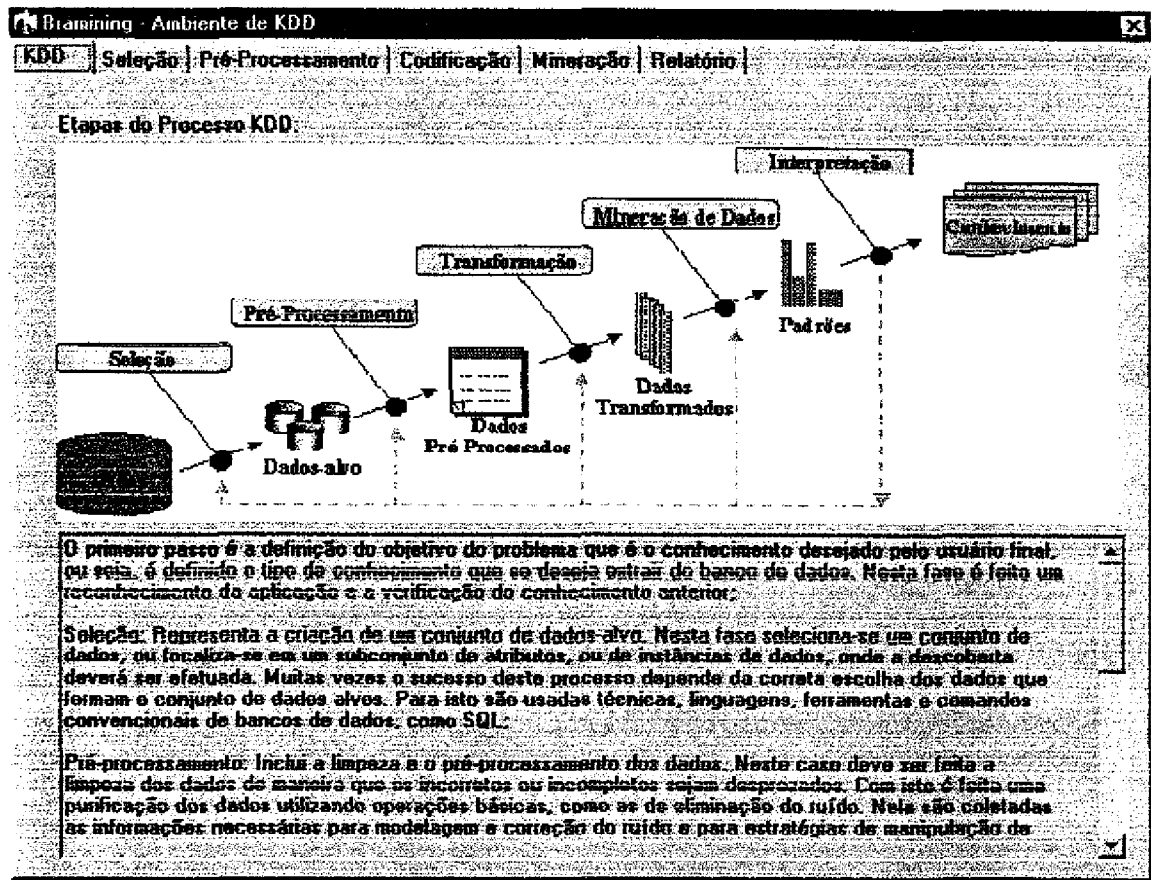 Bramining - Ambiente de KDD
KDD Seleção Pré-Processamento Codificação Mineração Relatório
Etapas do Processo KDD:
Interpretação
Conhecimento
Mineração de Dados
Transformação
Padrões
Pré-Processamento
Dados
Transformados
Seleção
Dados
Pré Processados
Dados-alvo
O primeiro passo é a definição do objetivo do problema que é o conhecimento desejado pelo usuário final,
ou seja, é definido o tipo de conhecimento que se deseja extrair do banco de dados. Nesta fase é feito um
reconhecimento da aplicação e a verificação do conhecimento anterior;
Seleção: Representa a criação de um conjunto de dados-alvo. Nesta fase seleciona-se um conjunto de
dados, ou focaliza-se em um subconjunto de atributos, ou de instâncias de dados, onde a descoberta
deverá ser efetuada. Muitas vezes o sucesso deste processo depende da correta escolha dos dados que
formam o conjunto de dados alvos. Para isto são usadas técnicas, linguagens, ferramentas e comandos
convencionais de bancos de dados, como SQL;
Pré-processamento: Inclui a limpeza e o pré-processamento dos dados. Neste caso deve ser feita a
limpeza dos dados de maneira que os incorretos ou incompletos sejam desprezados. Com isto é feita uma
purificação dos dados utilizando operações básicas, como as de eliminação do ruído. Nela são coletadas
as informações necessárias para modelagem e correção do ruído e para estratégias de manipulação de